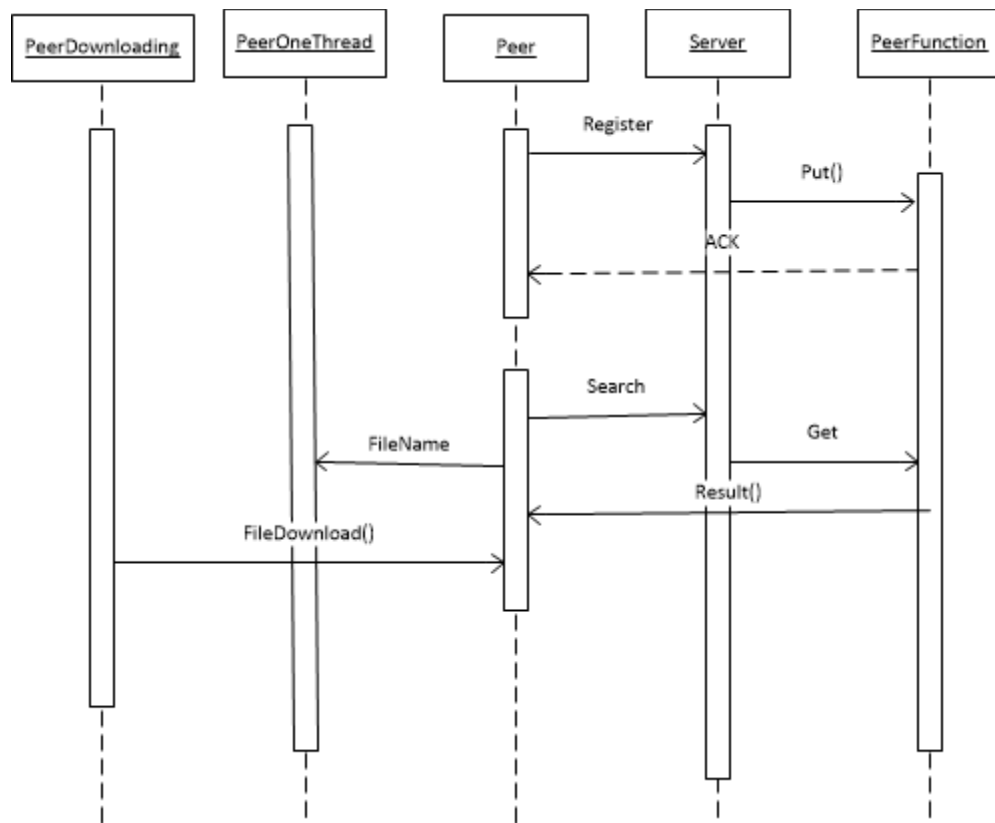 PeerDownloading
PeerOneThread
Peer
Server
PeerFunction
Register
Put()
ACK
Search
Get
FileName
Result()
FileDownload()